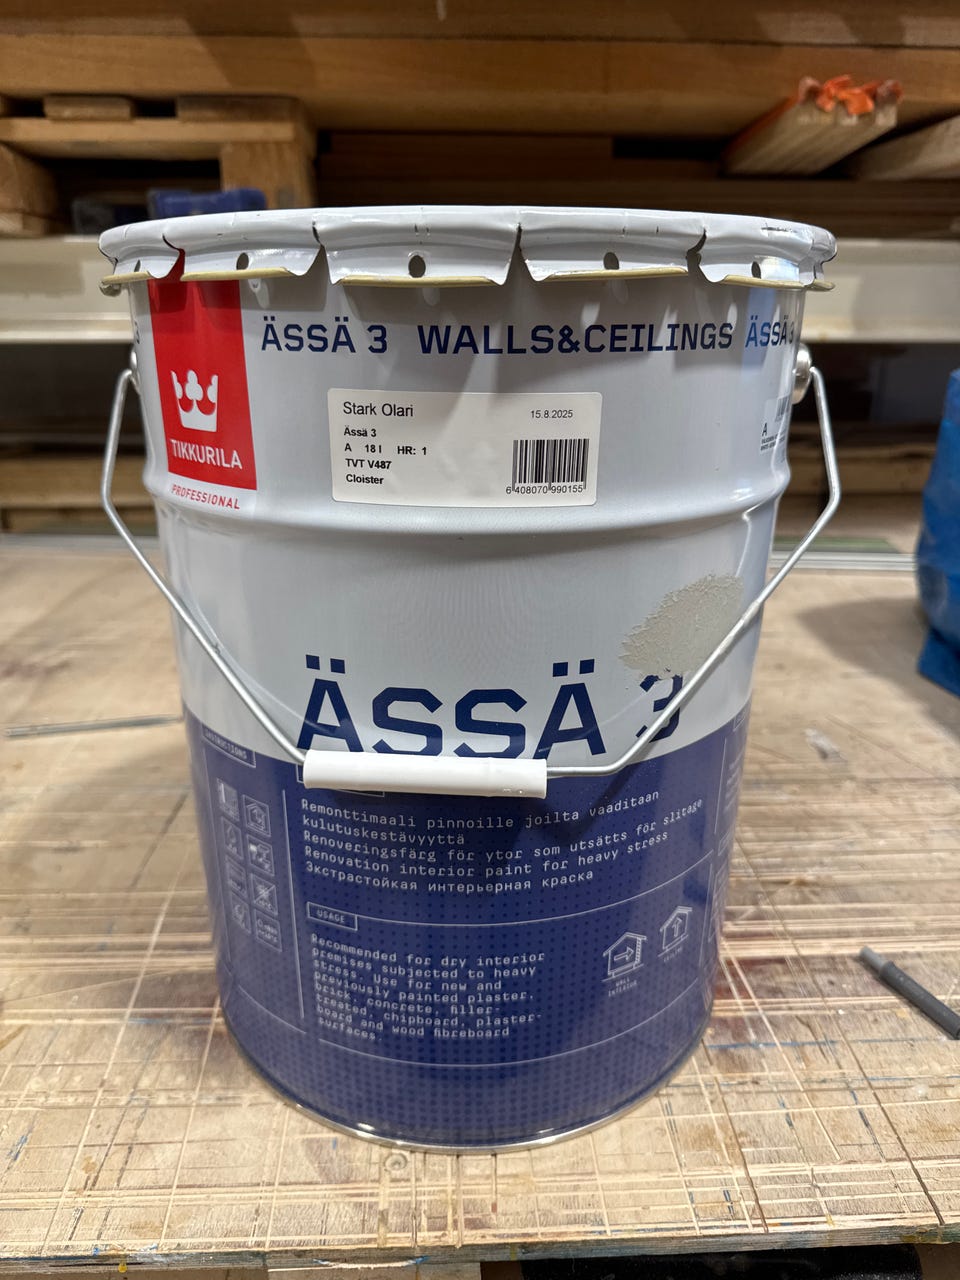 ÄSSÄ 3 WALLS&CEILINGS ÄSSÄ 3
TIKKURILA
PROFESSIONAL
Stark Olari 15.8.2025
Ässä 3
A 18 l HR: 1
TVT V487
Cloister
6 408070 990155
A
ÄSSÄ 3
Remonttimaali pinnoille joilta vaaditaan
kulutuskestävyyttä
Renoveringsfärg för ytor som utsätts för slitage
Renovation interior paint for heavy stress
Экстрастойкая интерьерная краска
USAGE
Recommended for dry interior
premises subjected to heavy
stress. Use for new and
previously painted plaster,
brick, concrete, filler-
treated, chipboard, plaster-
board and wood fibreboard
surfaces.
WALL
INTERIOR
CEILING